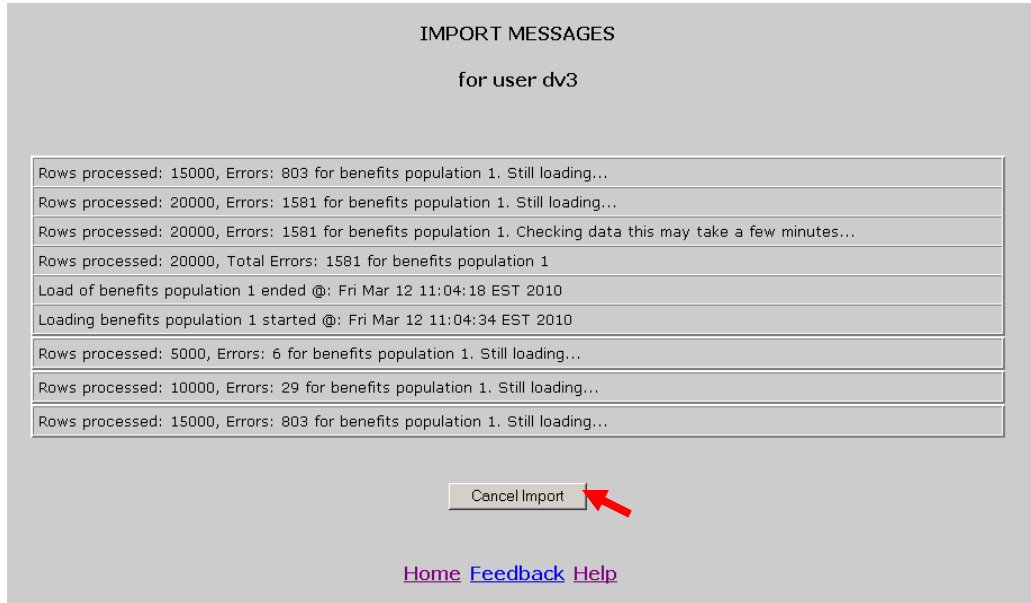 IMPORT MESSAGES
for user dv3
Rows processed: 15000, Errors: 803 for benefits population 1. Still loading...
Rows processed: 20000, Errors: 1581 for benefits population 1. Still loading...
Rows processed: 20000, Errors: 1581 for benefits population 1. Checking data this may take a few minutes...
Rows processed: 20000, Total Errors: 1581 for benefits population 1
Load of benefits population 1 ended @: Fri Mar 12 11:04:18 EST 2010
Loading benefits population 1 started @: Fri Mar 12 11:04:34 EST 2010
Rows processed: 5000, Errors: 6 for benefits population 1. Still loading...
Rows processed: 10000, Errors: 29 for benefits population 1. Still loading...
Rows processed: 15000, Errors: 803 for benefits population 1. Still loading...
Cancel Import
Home Feedback Help